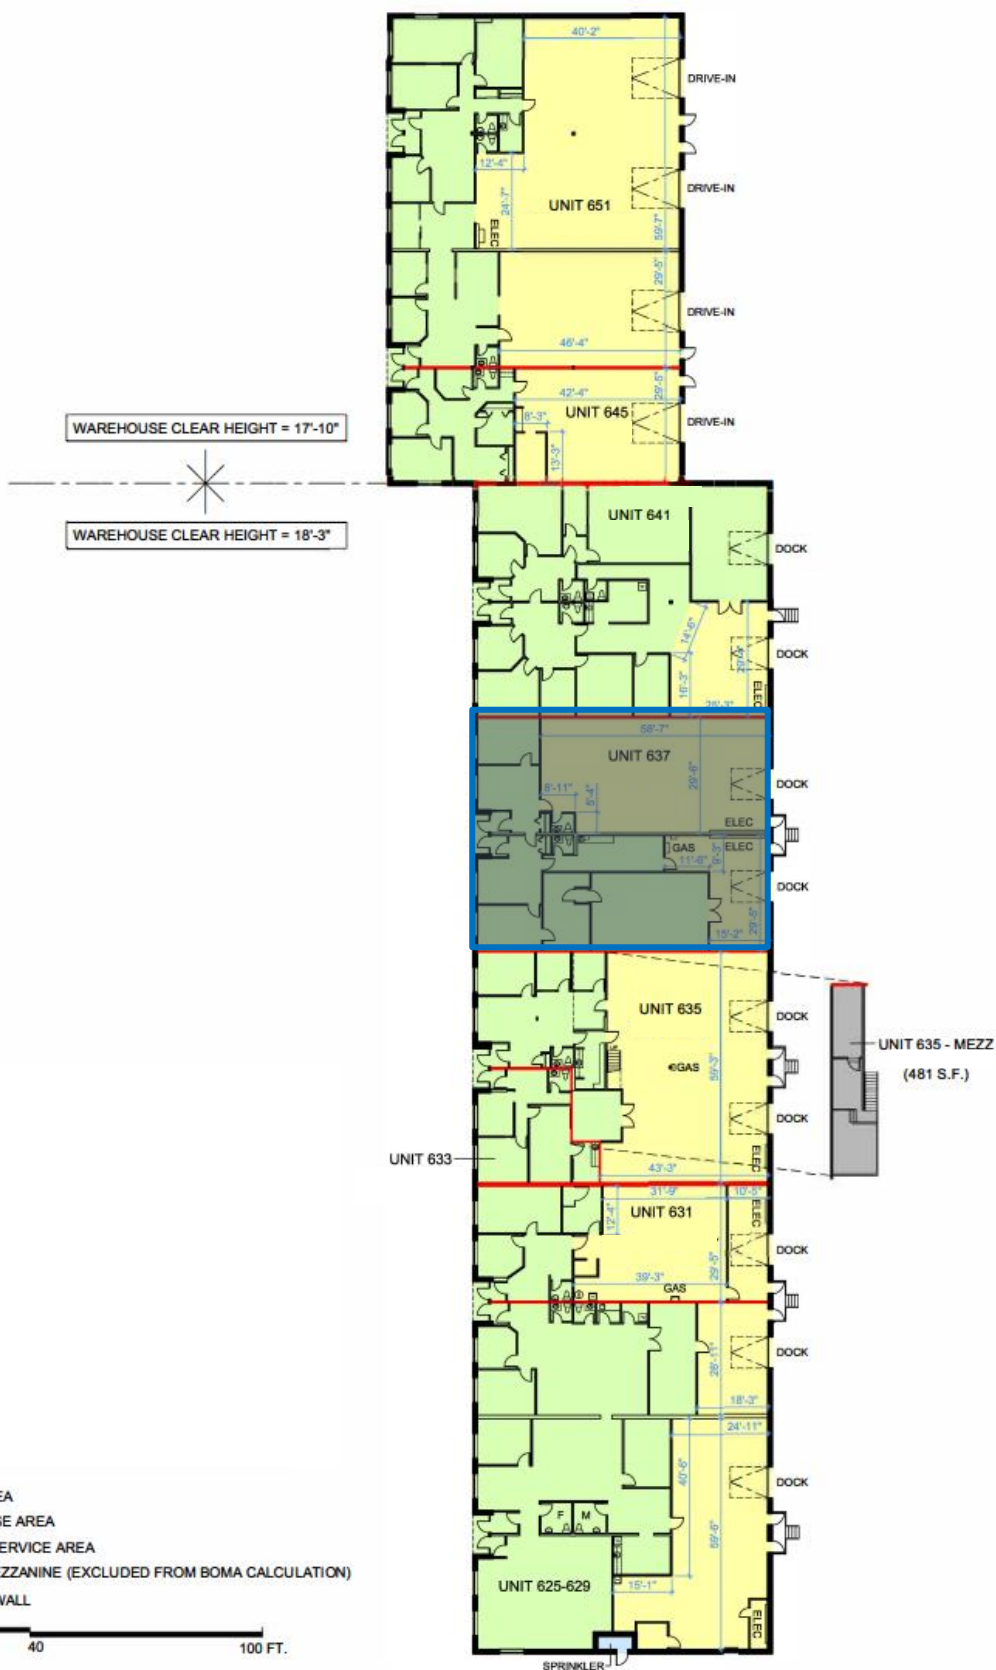 40'-2"
DRIVE-IN
12'-4"
24'-7"
DRIVE-IN
UNIT 651
59'-7"
ELEC
29'-5"
DRIVE-IN
46'-4"
29'-5"
42'-4"
8'-3"
UNIT 645
DRIVE-IN
WAREHOUSE CLEAR HEIGHT = 17'-10"
13'-3"
WAREHOUSE CLEAR HEIGHT = 18'-3"
UNIT 641
DOCK
14'-6"
DOCK
16'-3"
ELEC
58'-7"
UNIT 637
29'-6"
DOCK
8'-11"
5'-4"
ELEC
GAS
ELEC
9'-3"
DOCK
29'-5"
15'-2"
UNIT 635
DOCK
UP
GAS
59'-3"
UNIT 635 - MEZZ
(481 S.F.)
DOCK
UNIT 633
ELEC
43'-3"
31'-9"
10'-5"
12'-4"
UNIT 631
ELEC
DOCK
29'-5"
39'-3"
GAS
28'-11"
DOCK
18'-3"
24'-11"
40'-6"
DOCK
EA
SE AREA
F
M
59'-6"
ERVICE AREA
EZZANINE (EXCLUDED FROM BOMA CALCULATION)
UNIT 625-629
15'-1"
WALL
ELEC
40
100 FT.
SPRINKLER